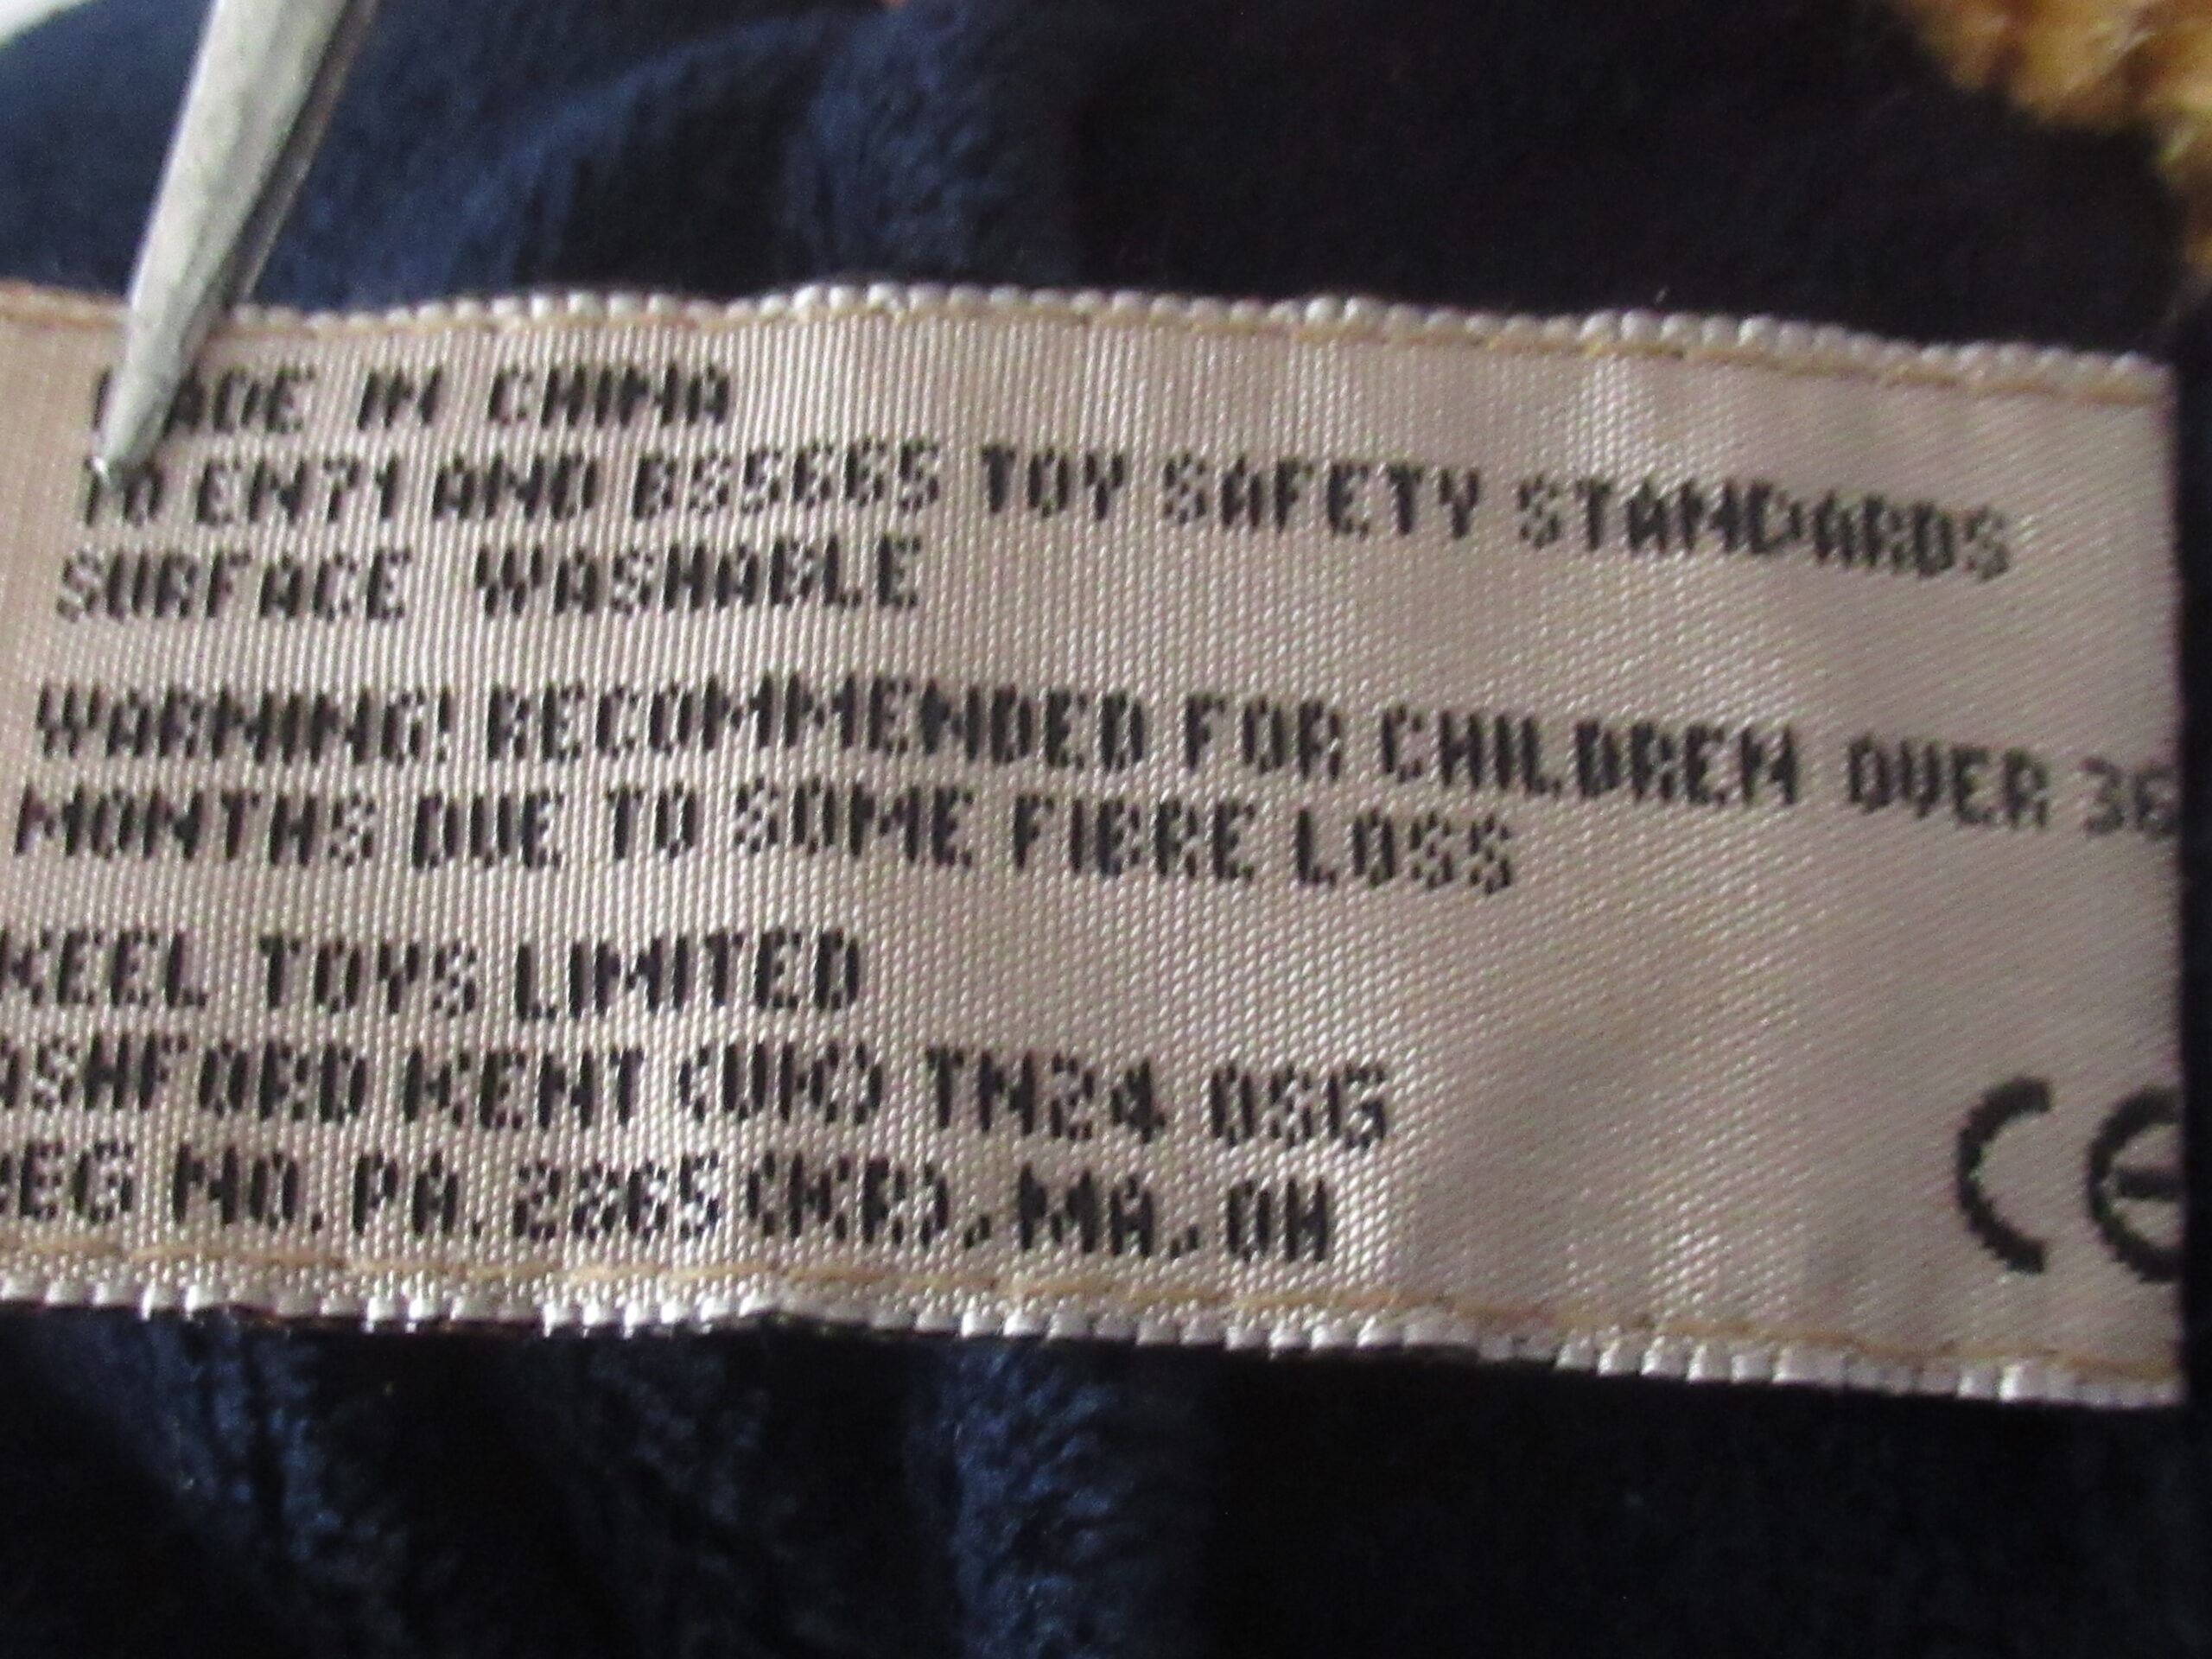 MADE IN CHINA
TO EN71 AND BS5665 TOY SAFETY STANDARDS
SURFACE WASHABLE
WARNING! RECOMMENDED FOR CHILDREN OVER 36
MONTHS DUE TO SOME FIBRE LOSS
KEEL TOYS LIMITED
ASHFORD KENT (UK) TN24 0SG
REG NO. PA. 2265 (KR), MA, OH
CE